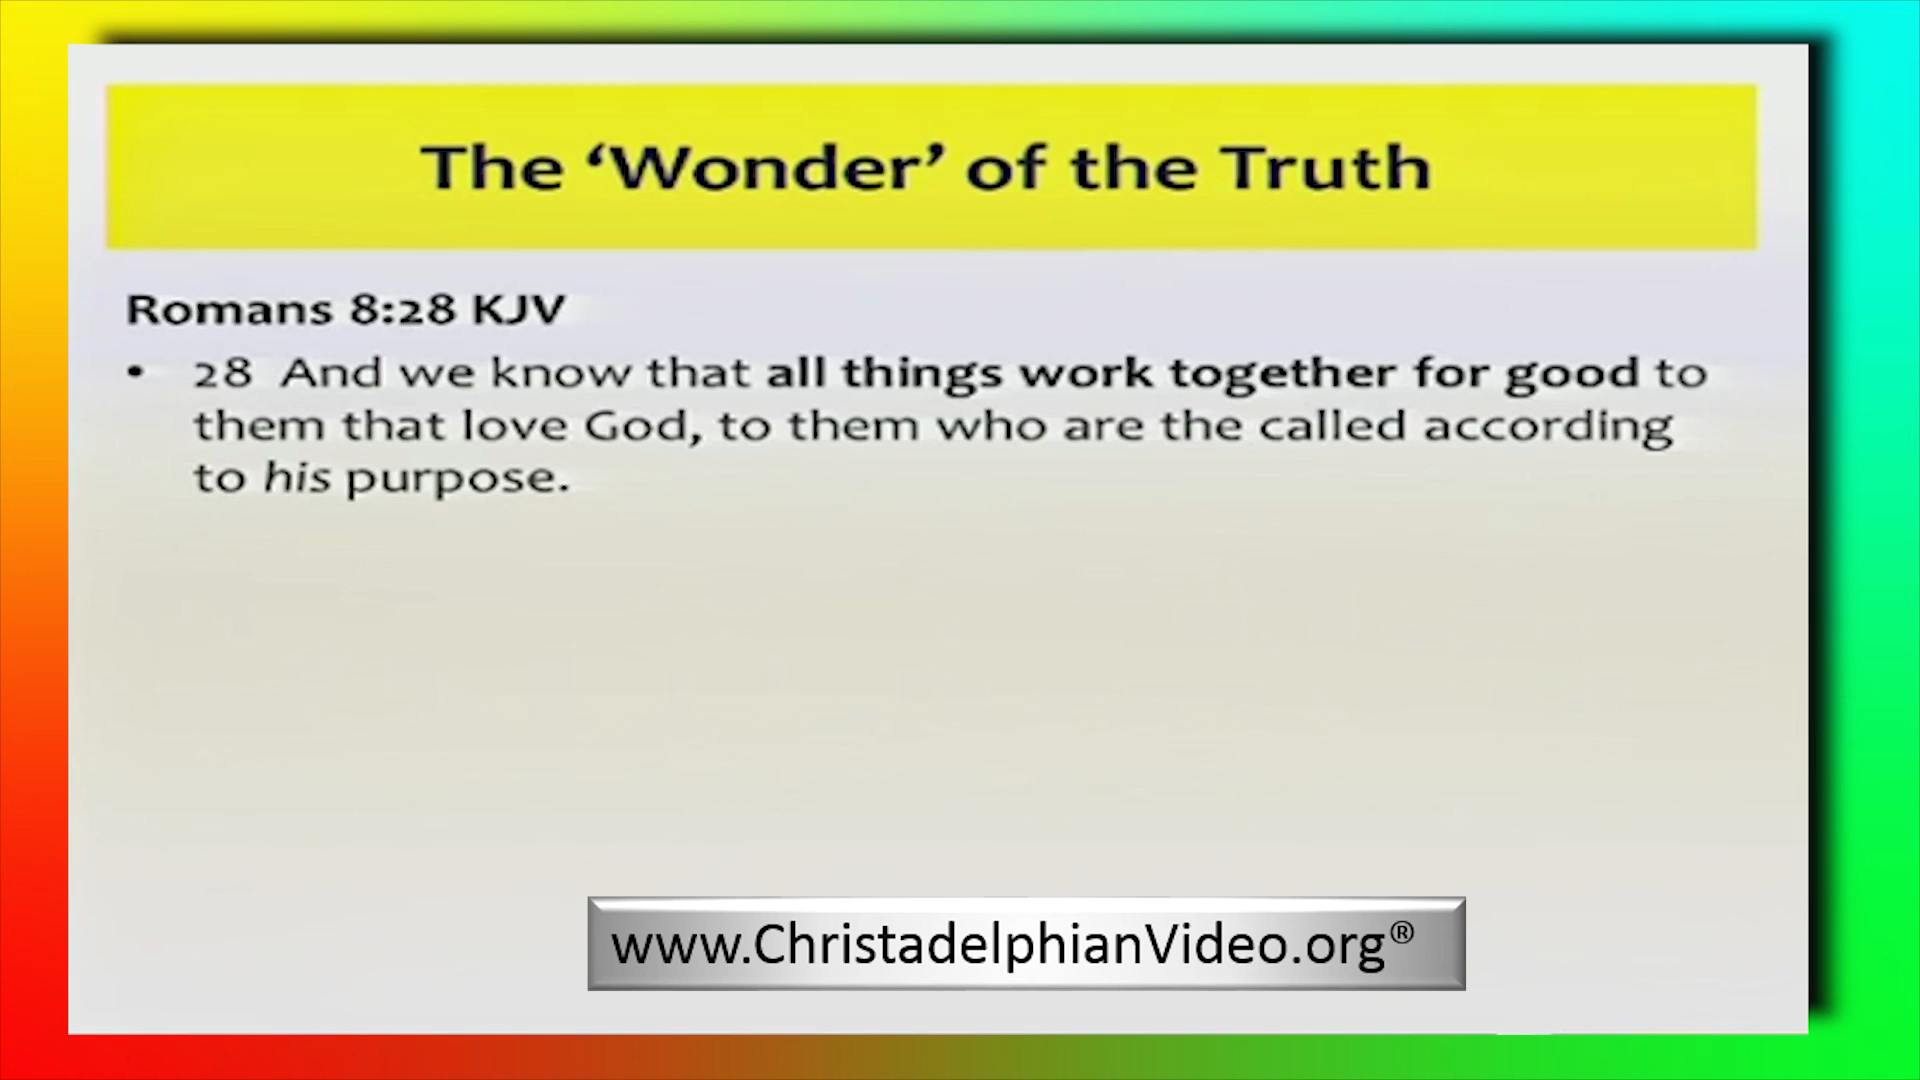 The ‘Wonder’ of the Truth
Romans 8:28 KJV
• 28 And we know that all things work together for good to
them that love God, to them who are the called according
to his purpose.
www.ChristadelphianVideo.org®